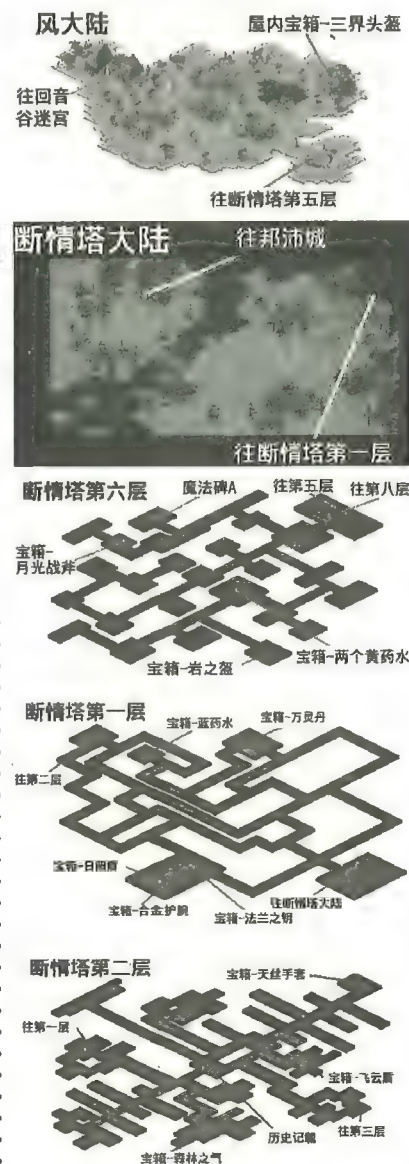 风大陆
屋内宝箱-三界头盔
往回音
谷迷宫
往断情塔第五层
断情塔大陆
往邦沛城
往断情塔第一层
断情塔第六层
魔法碑A
往第五层
往第八层
宝箱-
月光战斧
宝箱-岩之盔
宝箱-两个黄药水
断情塔第一层
宝箱-蓝药水
宝箱-万灵丹
往第二层
宝箱-日照盾
宝箱-合金护腕
宝箱-法兰之钥
往断情塔大陆
断情塔第二层
宝箱-天丝手套
往第一层
宝箱-飞云盾
历史记载
往第三层
宝箱-森林之气